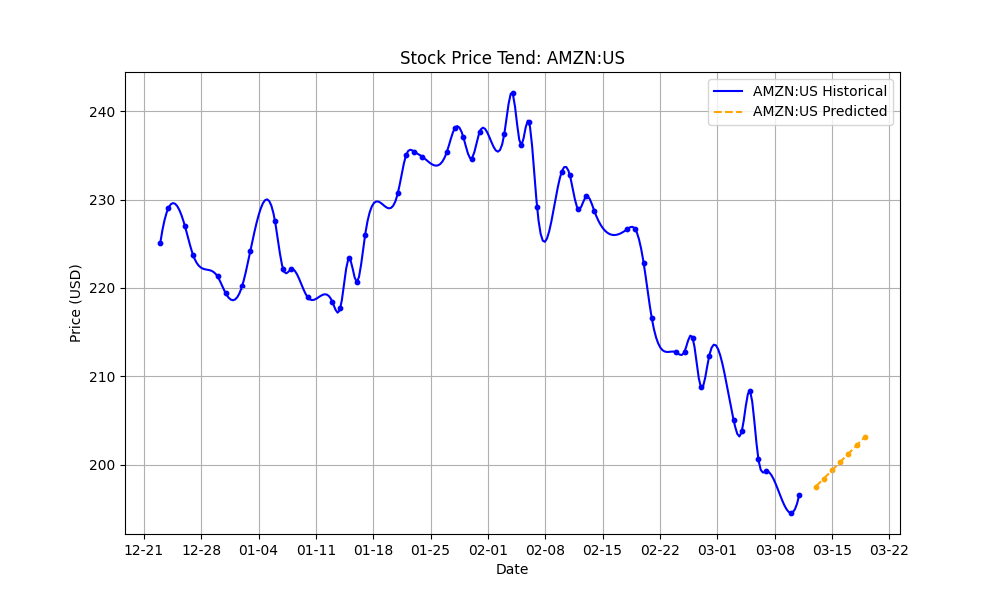 Stock Price Tend: AMZN:US
AMZN:US Historical
AMZN:US Predicted
Price (USD)
240
230
220
210
200
12-21 12-28 01-04 01-11 01-18 01-25 02-01 02-08 02-15 02-22 03-01 03-08 03-15 03-22
Date